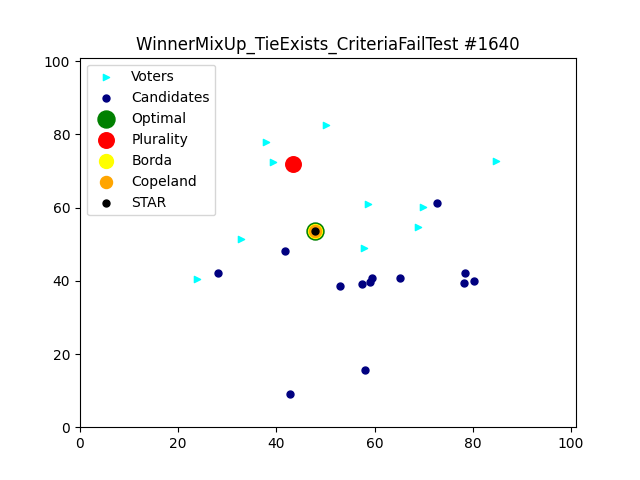 WinnerMixUp_TieExists_CriteriaFailTest #1640
100
80
60
40
20
0
Voters
Candidates
Optimal
Plurality
Borda
Copeland
STAR
0
20
40
60
80
100